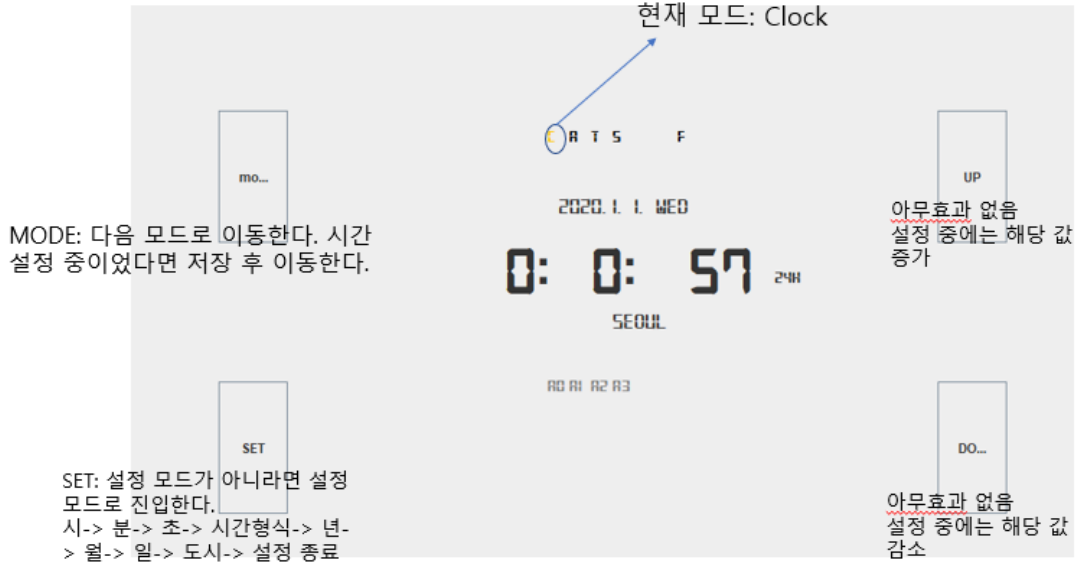 현재 모드: Clock
C A T S F
mo...
UP
2020. 1. 1. WED
아무효과 없음
설정 중에는 해당 값
증가
MODE: 다음 모드로 이동한다. 시간
설정 중이었다면 저장 후 이동한다.
0: 0: 57 24H
SEOUL
A0 A1 A2 A3
SET
DO...
SET: 설정 모드가 아니라면 설정
모드로 진입한다.
시-> 분-> 초-> 시간형식-> 년-
> 월-> 일-> 도시-> 설정 종료
아무효과 없음
설정 중에는 해당 값
감소